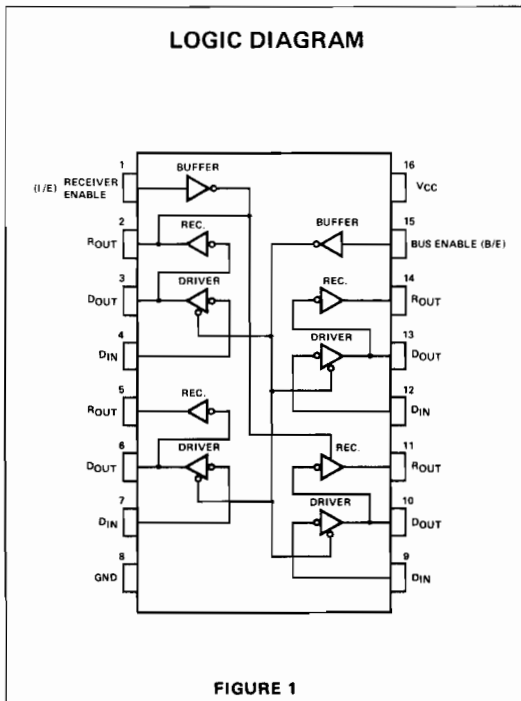 LOGIC DIAGRAM
1
(I/E) RECEIVER
ENABLE
BUFFER
2
ROUT
REC.
3
DOUT
DRIVER
4
DIN
5
ROUT
REC.
6
DOUT
DRIVER
7
DIN
8
GND
16
VCC
BUFFER
15
BUS ENABLE (B/E)
REC.
14
ROUT
DRIVER
13
DOUT
12
DIN
REC.
11
ROUT
DRIVER
10
DOUT
9
DIN
FIGURE 1